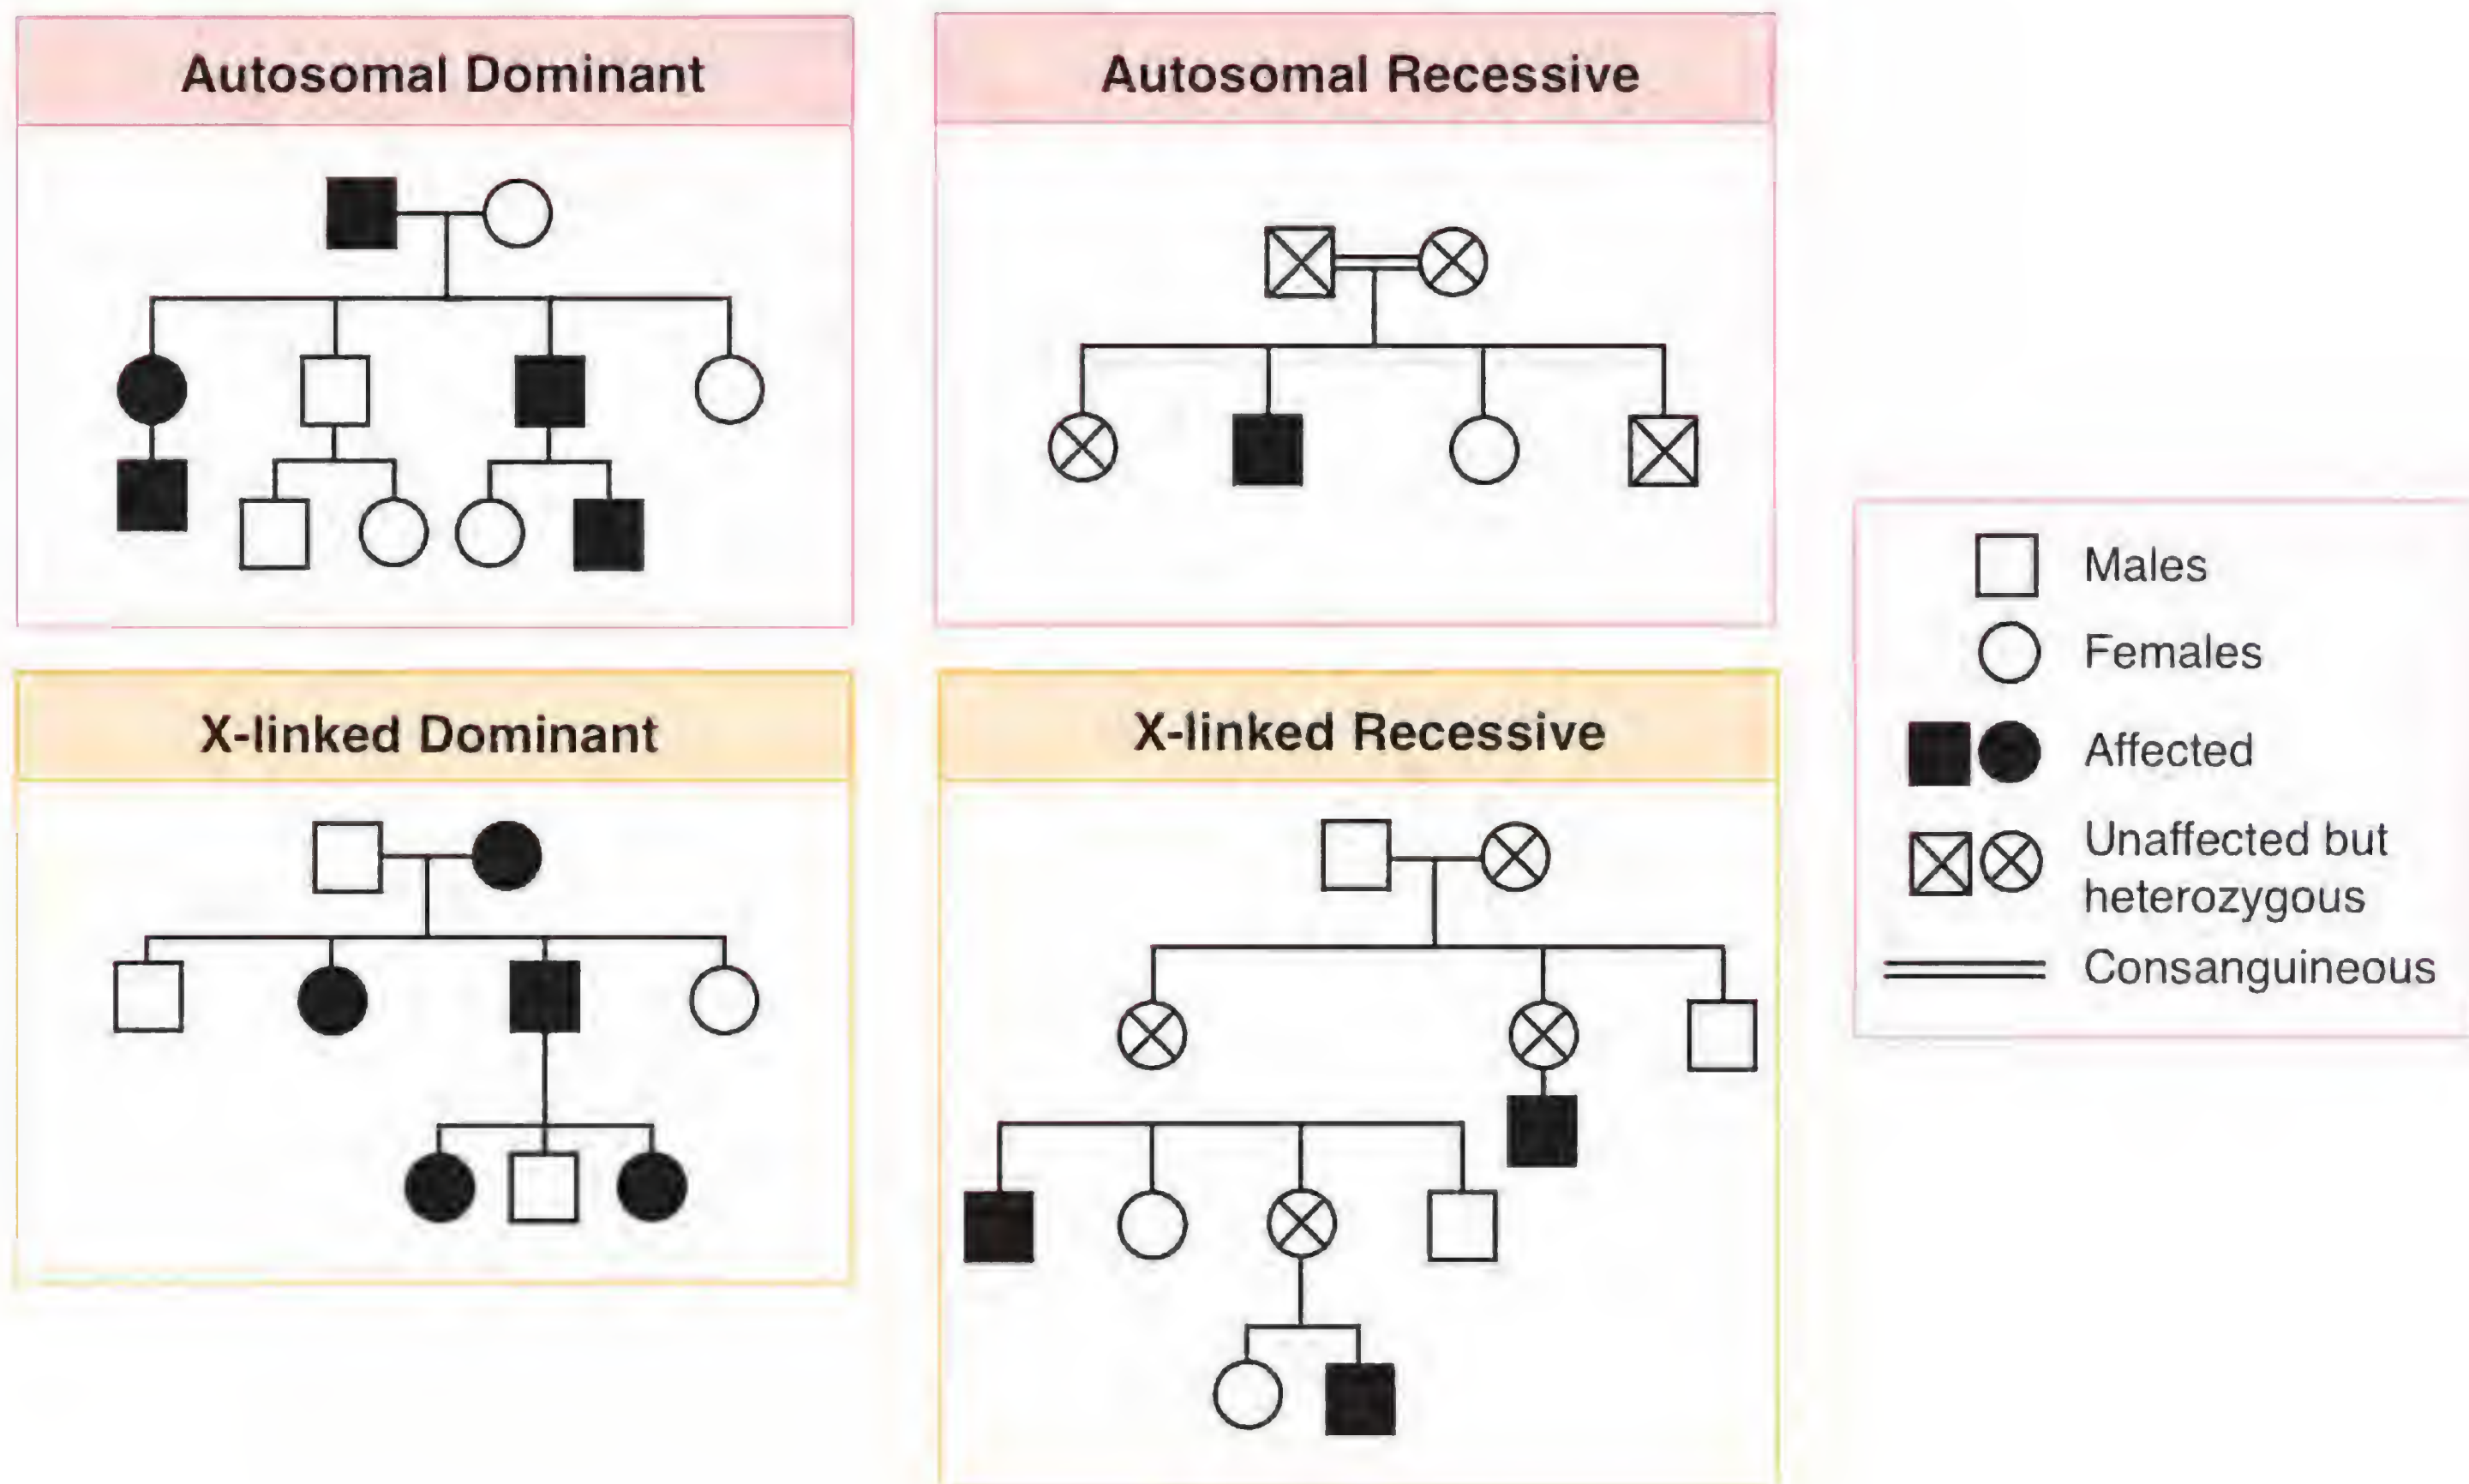 Autosomal Dominant
Autosomal Recessive
X-linked Dominant
X-linked Recessive
Males
Females
Affected
Unaffected but
heterozygous
Consanguineous